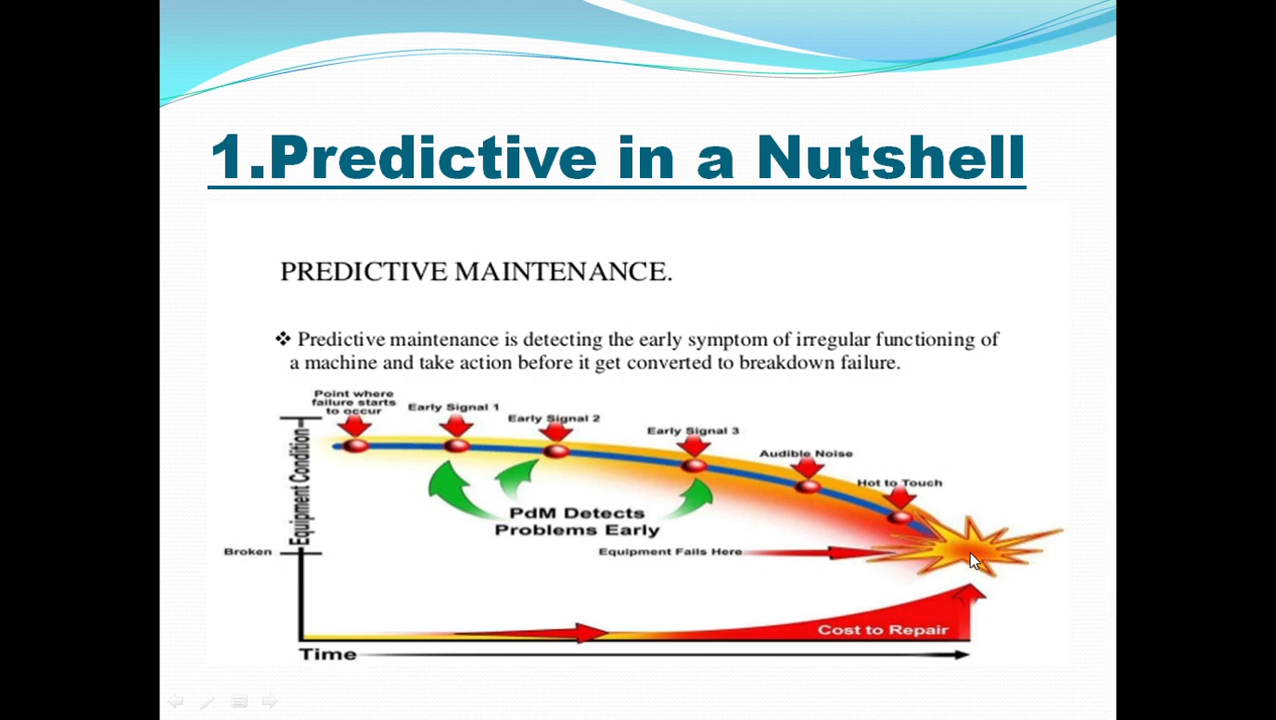 1.Predictive in a Nutshell
PREDICTIVE MAINTENANCE.
❖ Predictive maintenance is detecting the early symptom of irregular functioning of
a machine and take action before it get converted to breakdown failure.
Point where
failure starts
to occur
Early Signal 1
Early Signal 2
Early Signal 3
Audible Noise
Hot to Touch
Equipment Condition
PdM Detects
Problems Early
Broken
Equipment Fails Here
Cost to Repair
Time